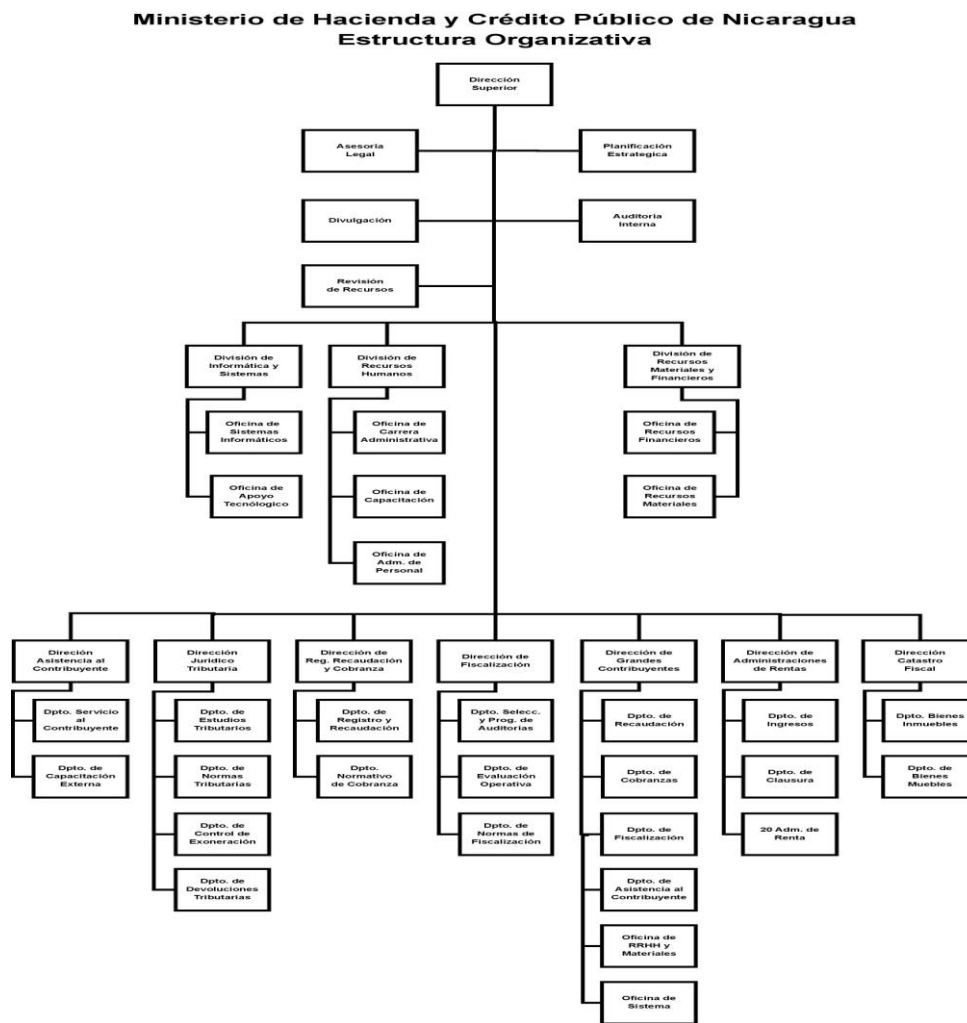 Ministerio de Hacienda y Crédito Público de Nicaragua
Estructura Organizativa
Dirección
Superior
Asesoria
Legal
Planificación
Estrategica
Divulgación
Auditoria
Interna
Revisión
de Recursos
División de
Informática y
Sistemas
División de
Recursos
Humanos
División de
Recursos
Materiales y
Financieros
Oficina de
Sistemas
Informáticos
Oficina de
Carrera
Administrativa
Oficina de
Recursos
Financieros
Oficina de
Apoyo
Tecnólogico
Oficina de
Capacitación
Oficina de
Recursos
Materiales
Oficina de
Adm. de
Personal
Direción
Asistencia al
Contribuyente
Dirección
Jurídico
Tributaria
Dirección de
Reg. Recaudación
y Cobranza
Dirección de
Fiscalización
Dirección de
Grandes
Contribuyentes
Dirección de
Administraciones
de Rentas
Dirección
Catastro
Fiscal
Dpto. Servicio
al
Contribuyente
Dpto. de
Estudios
Tributarios
Dpto. de
Registro y
Recaudación
Dpto. Selecc.
y Prog. de
Auditorías
Dpto. de
Recaudación
Dpto. de
Ingresos
Dpto. Bienes
Inmuebles
Dpto. de
Capacitación
Externa
Dpto. de
Normas
Tributarias
Dpto.
Normativo
de Cobranza
Dpto. de
Evaluación
Operativa
Dpto. de
Cobranzas
Dpto. de
Clausura
Dpto. de
Bienes
Muebles
Dpto. de
Control de
Exoneración
Dpto. de
Normas de
Fiscalización
Dpto. de
Fiscalización
20 Adm. de
Renta
Dpto. de
Devoluciones
Tributarias
Dpto. de
Asistencia al
Contribuyente
Oficina de
RRHH y
Materiales
Oficina de
Sistema